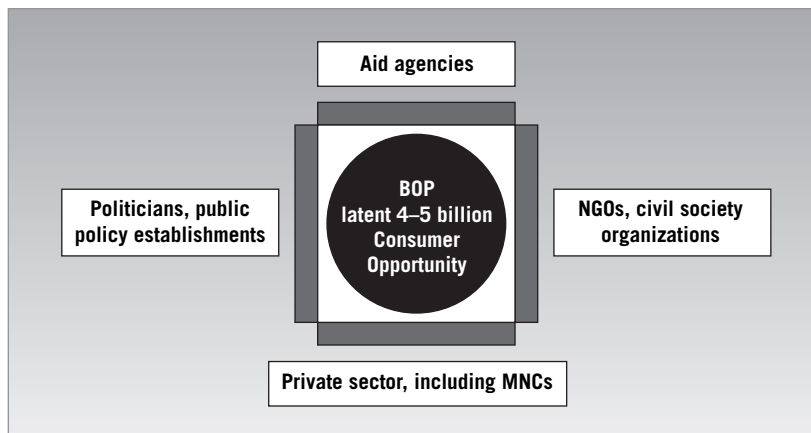 Aid agencies
Politicians, public
policy establishments
BOP
latent 4–5 billion
Consumer
Opportunity
NGOs, civil society
organizations
Private sector, including MNCs